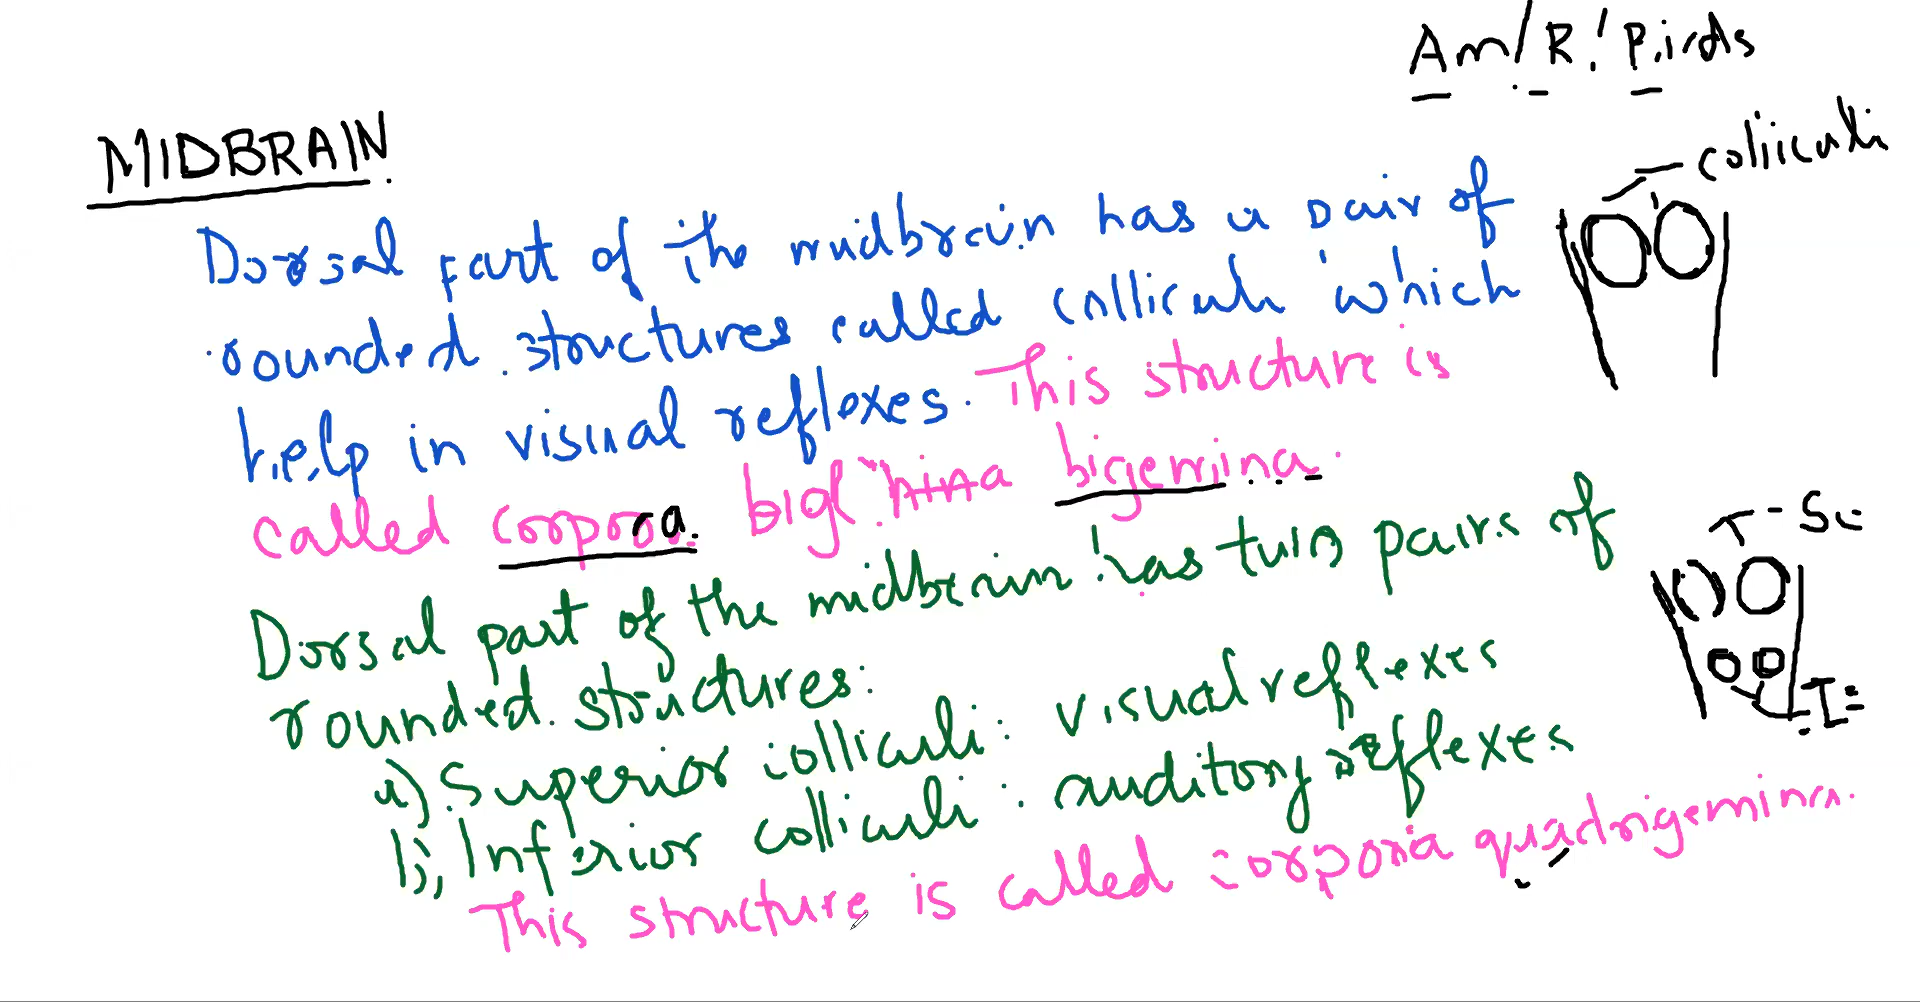 Am/R/Birds
MIDBRAIN
colliculi
Dorsal part of the midbrain has a pair of
rounded structures called colliculi which
help in visual reflexes. This structure is
called corpora bigemina.
T - SC
Dorsal part of the midbrain has two pairs of
rounded structures:
a) Superior colliculi: visual reflexes
b) Inferior colliculi: auditory reflexes
This structure is called corpora quadrigemina.